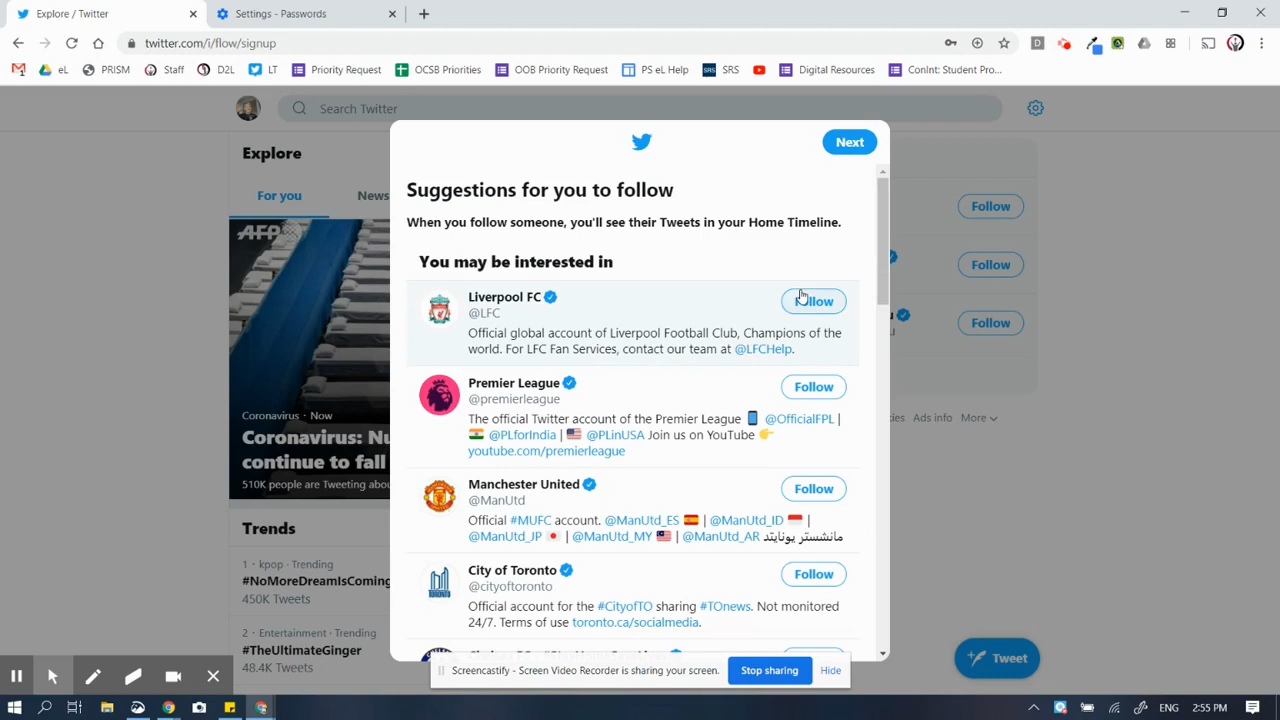 Explore / Twitter
Settings - Passwords
twitter.com/i/flow/signup
eL
PRISM
Staff
D2L
LT
Priority Request
OCSB Priorities
OOB Priority Request
PS eL Help
SRS
SRS
Digital Resources
ConInt: Student Pro...
Search Twitter
Explore
For you
News
AFP
Coronavirus · Now
Coronavirus: Nu
continue to fall
510K people are Tweeting abou
Trends
1 · kpop · Trending
#NoMoreDreamIsComing
450K Tweets
2 · Entertainment · Trending
#TheUltimateGinger
48.4K Tweets
Next
Suggestions for you to follow
When you follow someone, you'll see their Tweets in your Home Timeline.
You may be interested in
Liverpool FC
@LFC
Follow
Official global account of Liverpool Football Club, Champions of the
world. For LFC Fan Services, contact our team at @LFCHelp.
Premier League
@premierleague
Follow
The official Twitter account of the Premier League 📱 @OfficialFPL |
🇮🇳 @PLforIndia | 🇺🇸 @PLinUSA Join us on YouTube 👉
youtube.com/premierleague
Manchester United
@ManUtd
Follow
Official #MUFC account. @ManUtd_ES 🇪🇸 | @ManUtd_ID 🇮🇩 |
@ManUtd_JP 🇯🇵 | @ManUtd_MY 🇲🇾 | @ManUtd_AR مانشستر يونايتد
City of Toronto
@cityoftoronto
Follow
TORONTO
Official account for the #CityofTO sharing #TOnews. Not monitored
24/7. Terms of use toronto.ca/socialmedia.
Follow
Follow
Follow
Ads info
More
Tweet
Screencastify - Screen Video Recorder is sharing your screen.
Stop sharing
Hide
ENG
2:55 PM